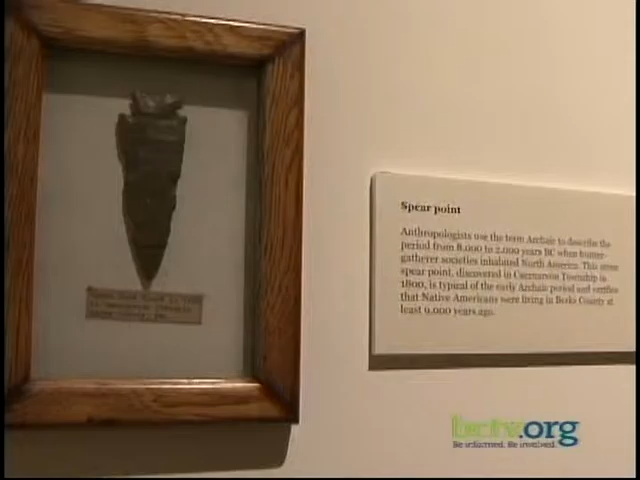 Spear point
Anthropologists use the term Archaic to describe the
period from 8,000 to 2,000 years BC when hunter-
gatherer societies inhabited North America. This stone
spear point, discovered in Caernarvon Township in
1800, is typical of the early Archaic period and verifies
that Native Americans were living in Berks County at
least 9,000 years ago.
bctv.org
Be informed. Be involved.